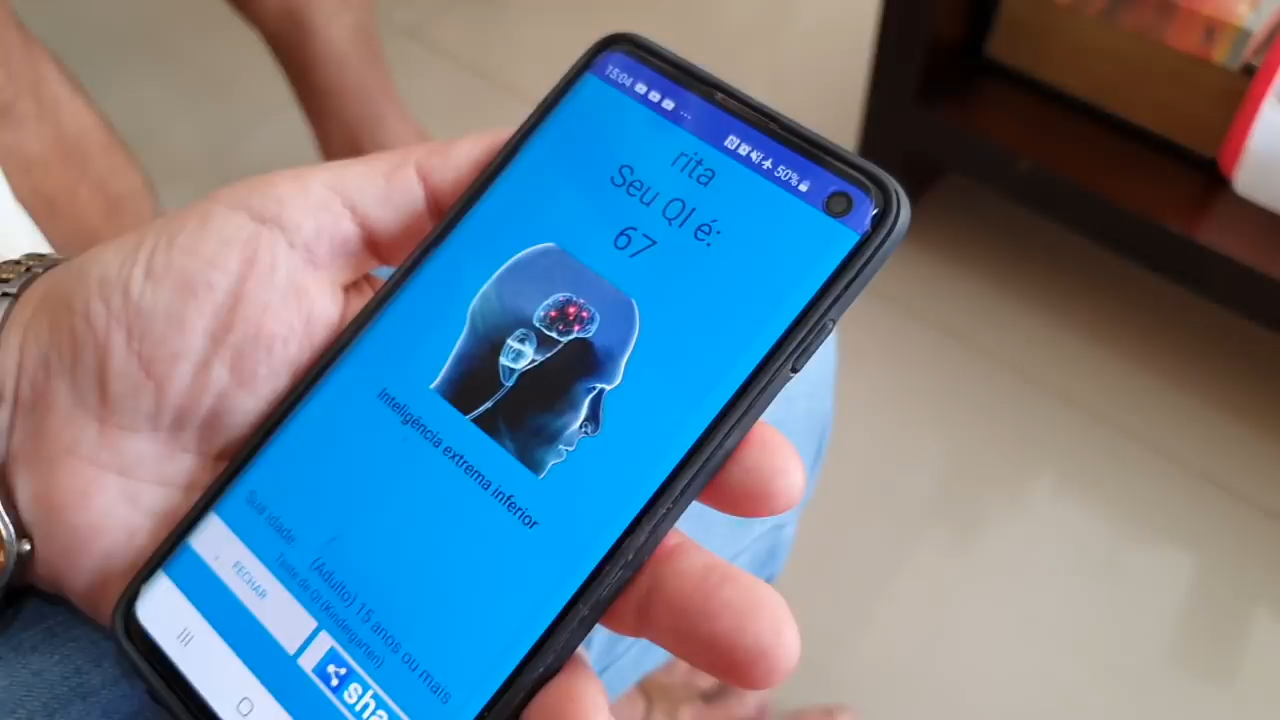 15:04 ... 50%
rita
Seu QI é:
67
Inteligência extrema inferior
Sua idade
(Adulto) 15 anos ou mais
Teste de QI (Kindergarten)
FECHAR
sha